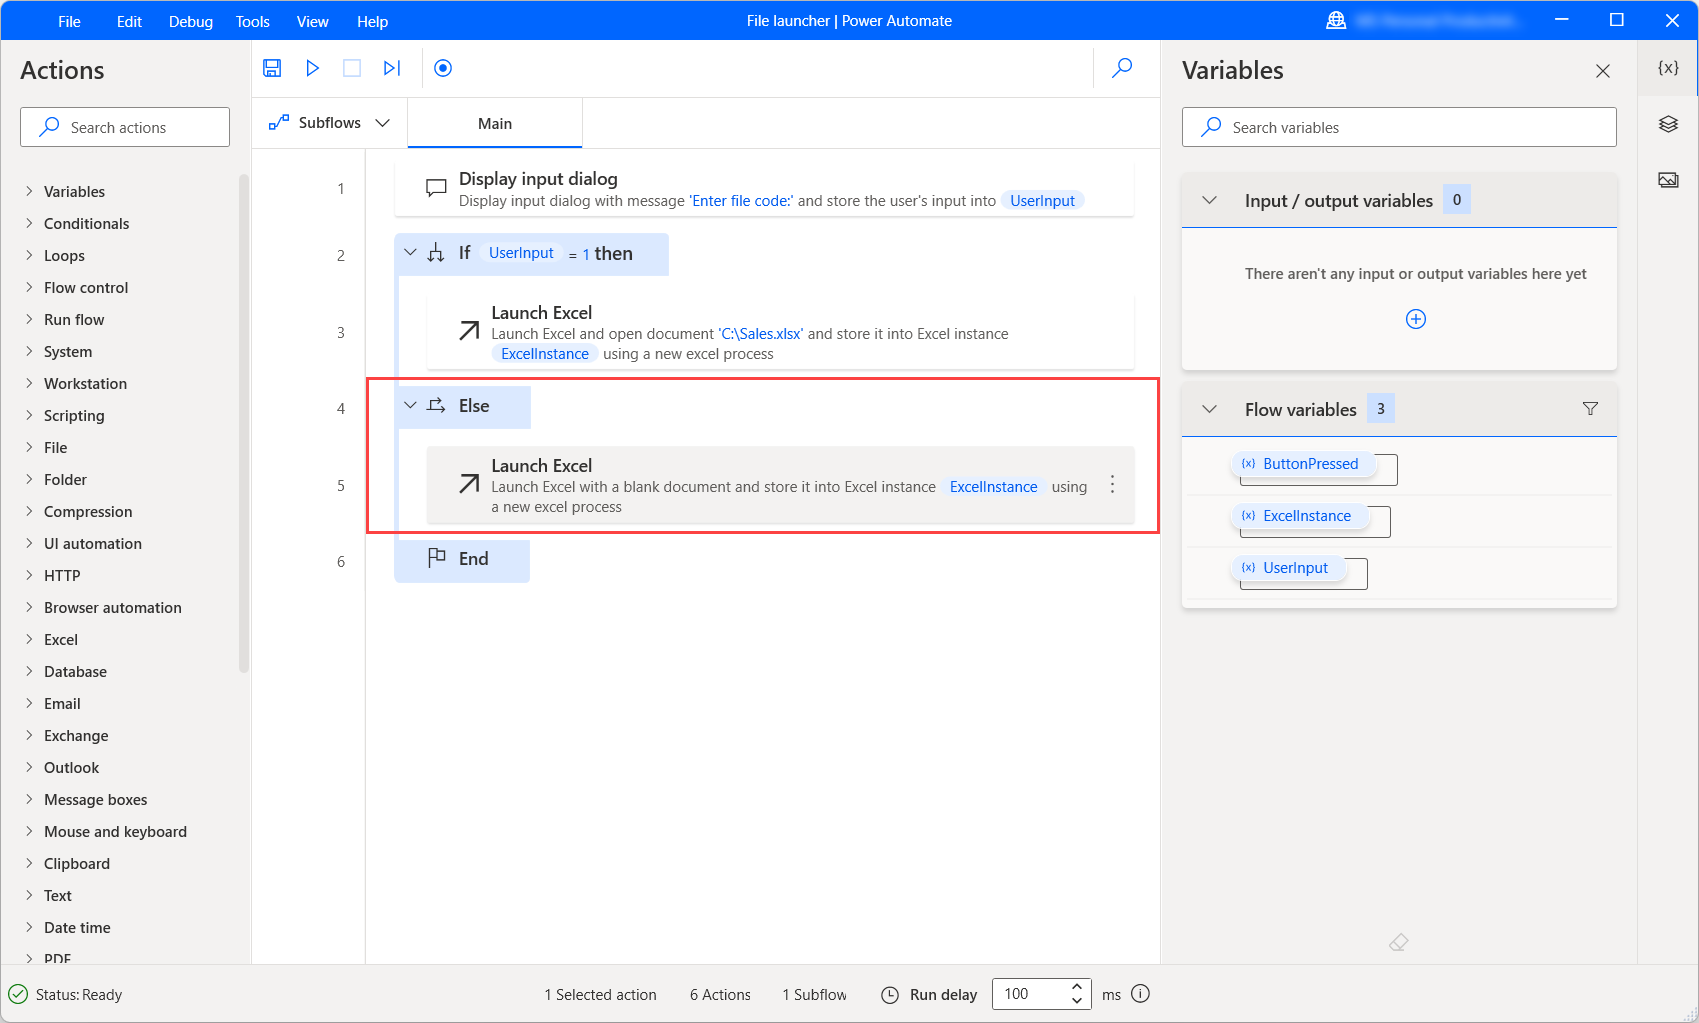 File Edit Debug Tools View Help
File launcher | Power Automate
Actions
Search actions
Variables
Conditionals
Loops
Flow control
Run flow
System
Workstation
Scripting
File
Folder
Compression
UI automation
HTTP
Browser automation
Excel
Database
Email
Exchange
Outlook
Message boxes
Mouse and keyboard
Clipboard
Text
Date time
PDF
Subflows
Main
1
Display input dialog
Display input dialog with message 'Enter file code:' and store the user's input into UserInput
2
If UserInput = 1 then
3
Launch Excel
Launch Excel and open document 'C:\Sales.xlsx' and store it into Excel instance
ExcelInstance using a new excel process
4
Else
5
Launch Excel
Launch Excel with a blank document and store it into Excel instance ExcelInstance using
a new excel process
6
End
Variables
{x}
Search variables
Input / output variables 0
There aren't any input or output variables here yet
Flow variables 3
{x} ButtonPressed
{x} ExcelInstance
{x} UserInput
Status: Ready
1 Selected action
6 Actions
1 Subflow
Run delay
100
ms